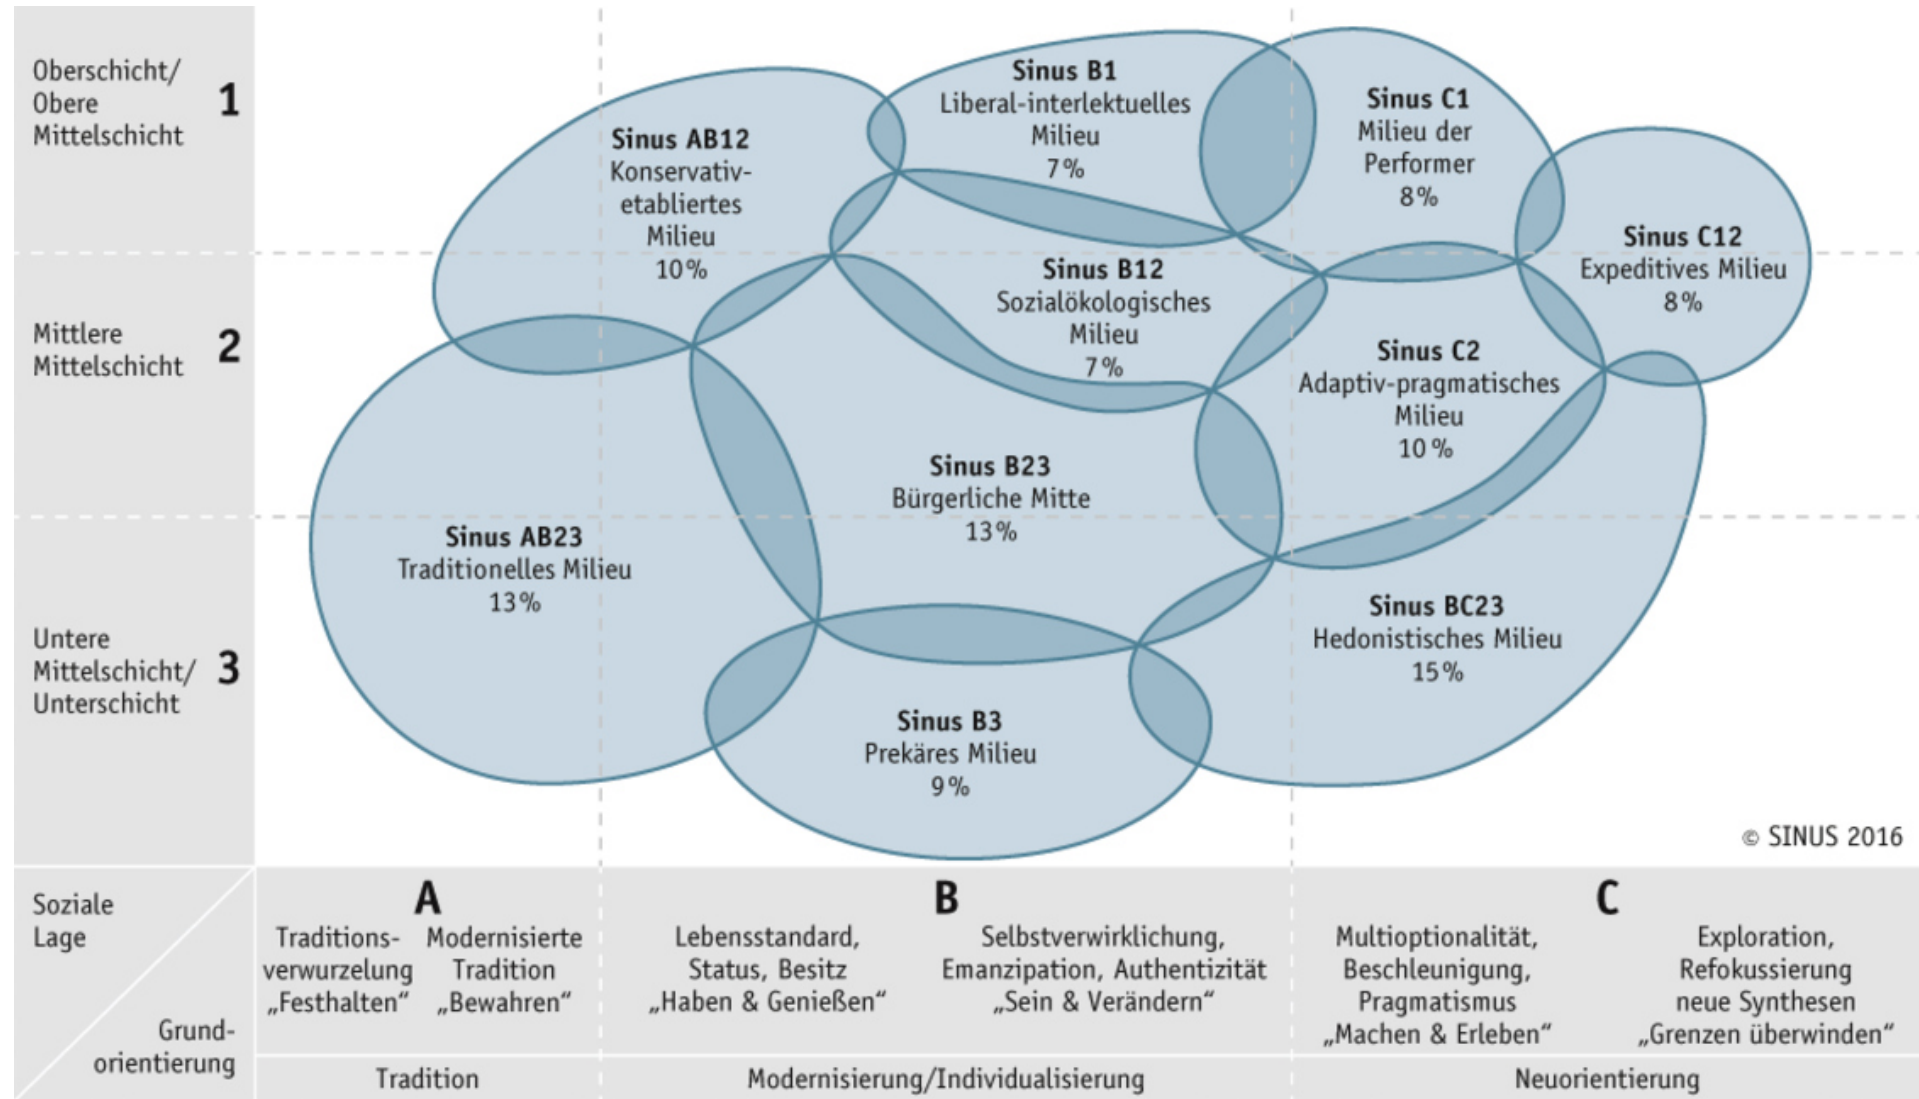 Oberschicht/
Obere
Mittelschicht
1
Mittlere
Mittelschicht
2
Untere
Mittelschicht/
Unterschicht
3
Sinus AB12
Konservativ-
etabliertes
Milieu
10%
Sinus B1
Liberal-interlektuelles
Milieu
7%
Sinus C1
Milieu der
Performer
8%
Sinus C12
Expeditives Milieu
8%
Sinus B12
Sozialökologisches
Milieu
7%
Sinus C2
Adaptiv-pragmatisches
Milieu
10%
Sinus B23
Bürgerliche Mitte
13%
Sinus AB23
Traditionelles Milieu
13%
Sinus BC23
Hedonistisches Milieu
15%
Sinus B3
Prekäres Milieu
9%
© SINUS 2016
Soziale
Lage
Grund-
orientierung
A
Traditions-
verwurzelung
„Festhalten“
Modernisierte
Tradition
„Bewahren“
B
Lebensstandard,
Status, Besitz
„Haben & Genießen“
Selbstverwirklichung,
Emanzipation, Authentizität
„Sein & Verändern“
C
Multioptionalität,
Beschleunigung,
Pragmatismus
„Machen & Erleben“
Exploration,
Refokussierung
neue Synthesen
„Grenzen überwinden“
Tradition
Modernisierung/Individualisierung
Neuorientierung